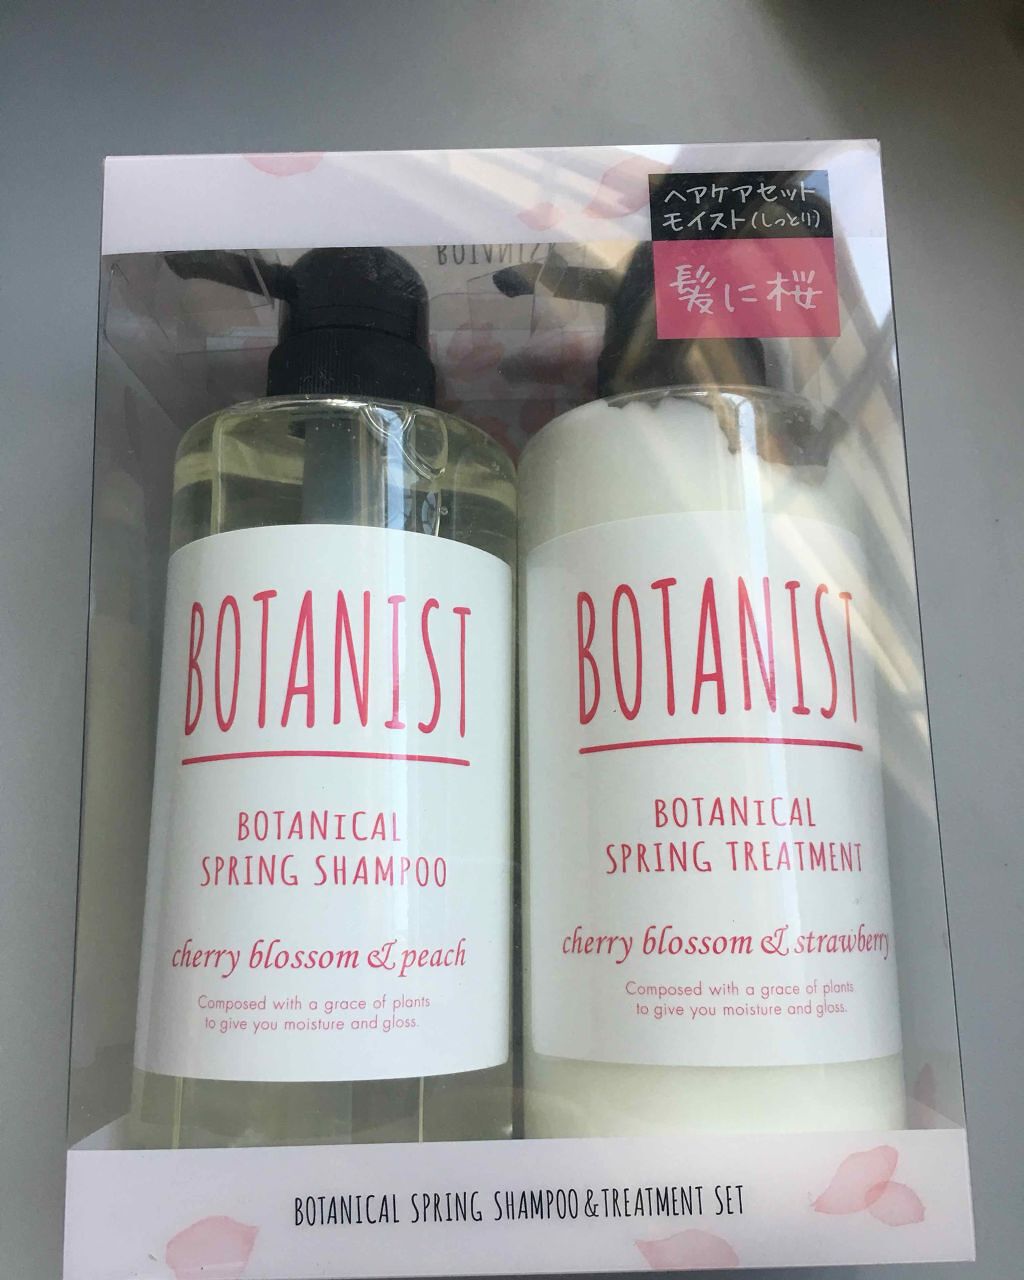 ヘアケアセット
モイスト(しっとり)
髪に桜
BOTANIST
BOTANIST
BOTANICAL
SPRING SHAMPOO
cherry blossom & peach
Composed with a grace of plants
to give you moisture and gloss.
BOTANIST
BOTANICAL
SPRING TREATMENT
cherry blossom & strawberry
Composed with a grace of plants
to give you moisture and gloss.
BOTANICAL SPRING SHAMPOO&TREATMENT SET